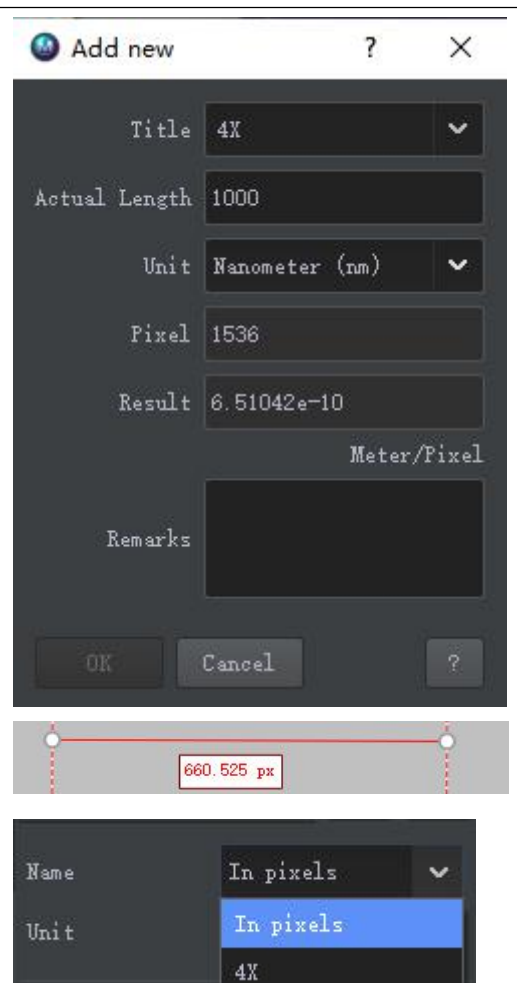 Add new ?
Title 4X
Actual Length 1000
Unit Nanometer (nm)
Pixel 1536
Result 6.51042e-10
Meter/Pixel
Remarks
OK Cancel ?
660.525 px
Name In pixels
Unit In pixels
4X